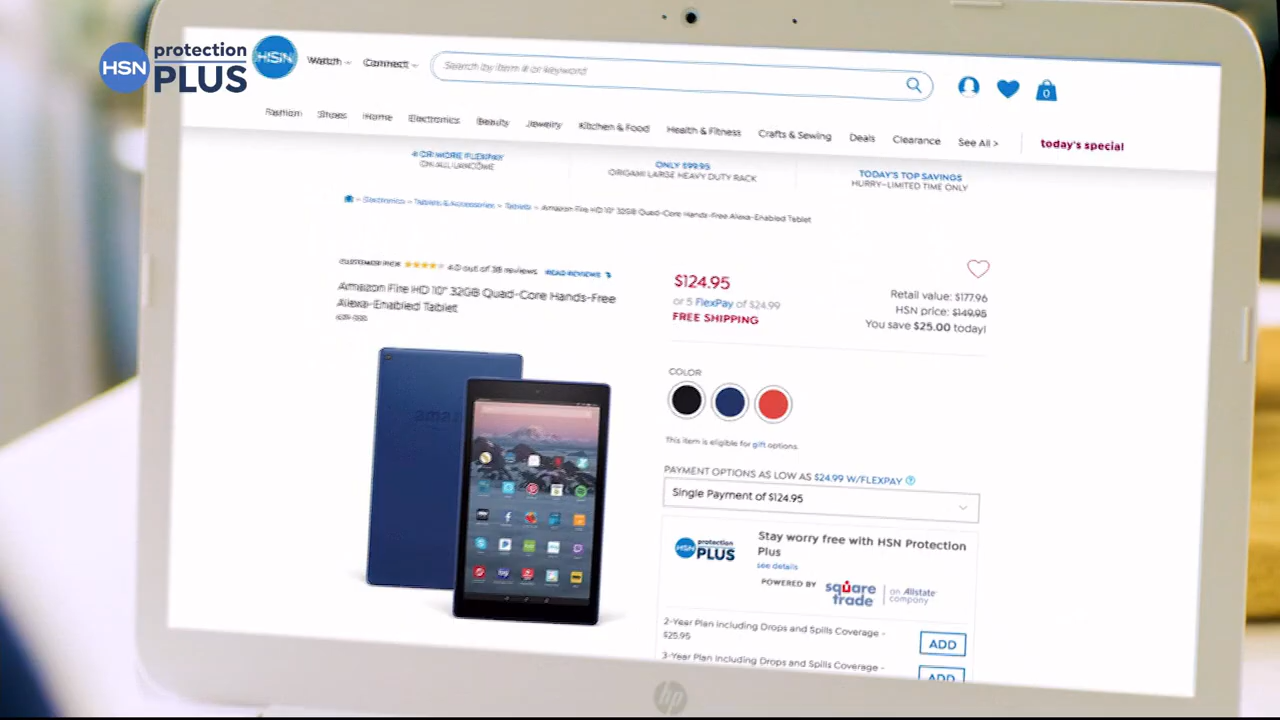 HSN protection PLUS
HSN Watch Connect Search by item # or keyword 0
Fashion Shoes Home Electronics Beauty Jewelry Kitchen & Food Health & Fitness Crafts & Sewing Deals Clearance See All > today's special
4 OR MORE FLEXPAY
ON ALL LANCÔME
ONLY $99.95
ORIGAMI LARGE HEAVY DUTY RACK
TODAY'S TOP SAVINGS
HURRY–LIMITED TIME ONLY
Electronics Tablets & Accessories Tablets Amazon Fire HD 10" 32GB Quad-Core Hands-Free Alexa-Enabled Tablet
CUSTOMER PICK 4.0 out of 38 reviews READ REVIEWS
Amazon Fire HD 10" 32GB Quad-Core Hands-Free
Alexa-Enabled Tablet
$124.95
or 5 FlexPay of $24.99
FREE SHIPPING
Retail value: $177.96
HSN price: $149.95
You save $25.00 today!
COLOR
This item is eligible for gift options.
PAYMENT OPTIONS AS LOW AS $24.99 W/FLEXPAY
Single Payment of $124.95
HSN protection PLUS
Stay worry free with HSN Protection
Plus
see details
POWERED BY square trade an Allstate company
2-Year Plan including Drops and Spills Coverage -
$25.95
ADD
3-Year Plan including Drops and Spills Coverage -
ADD
hp